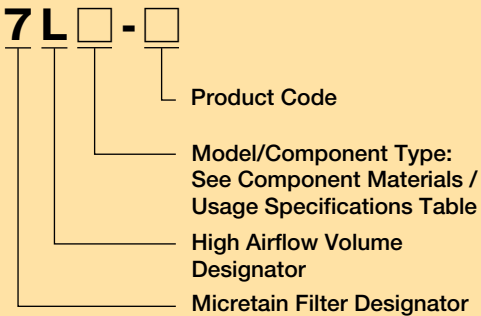 7 L □ - □
Product Code
Model/Component Type:
See Component Materials /
Usage Specifications Table
High Airflow Volume
Designator
Micretain Filter Designator